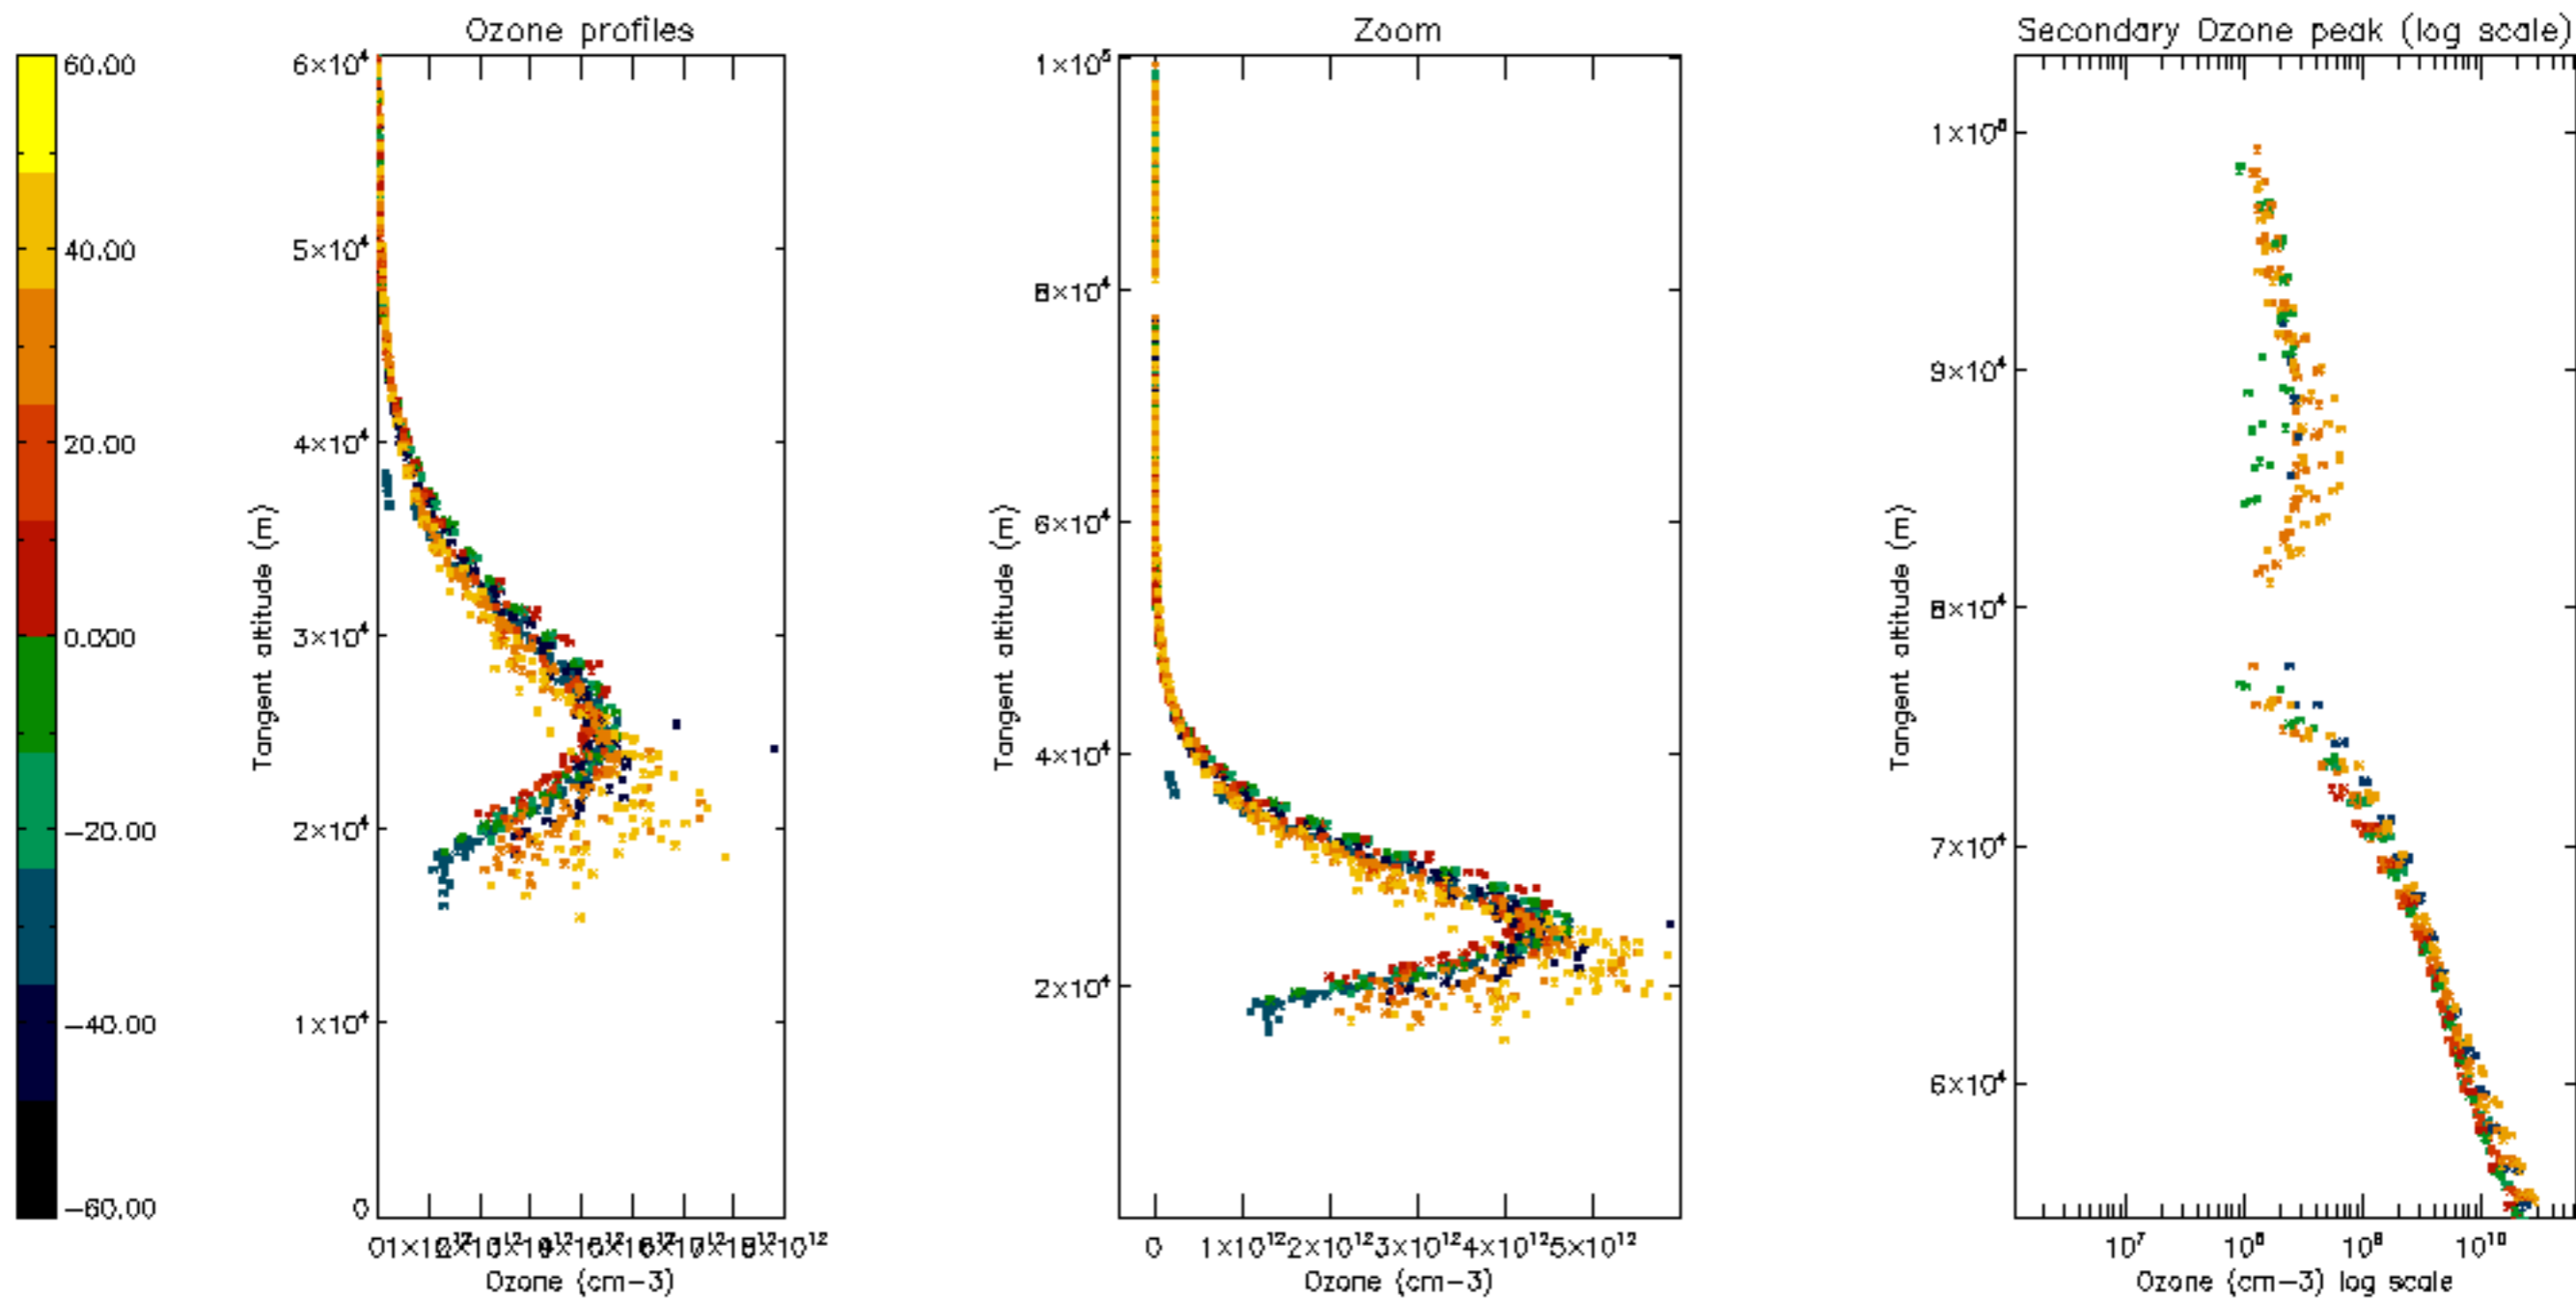 Ozone profiles
Zoom
Secondary Ozone peak (log scale)
60.00
40.00
20.00
0.000
−20.00
−40.00
−60.00
Tangent altitude (m)
6×10⁴
5×10⁴
4×10⁴
3×10⁴
2×10⁴
1×10⁴
0
8×10¹²
Ozone (cm−3)
Tangent altitude (m)
1×10⁵
8×10⁴
6×10⁴
4×10⁴
2×10⁴
0 1×10¹² 2×10¹² 3×10¹² 4×10¹² 5×10¹²
Ozone (cm−3)
Tangent altitude (m)
9×10⁴
8×10⁴
7×10⁴
6×10⁴
10⁷ 10⁸ 10⁹ 10¹⁰
Ozone (cm−3) log scale